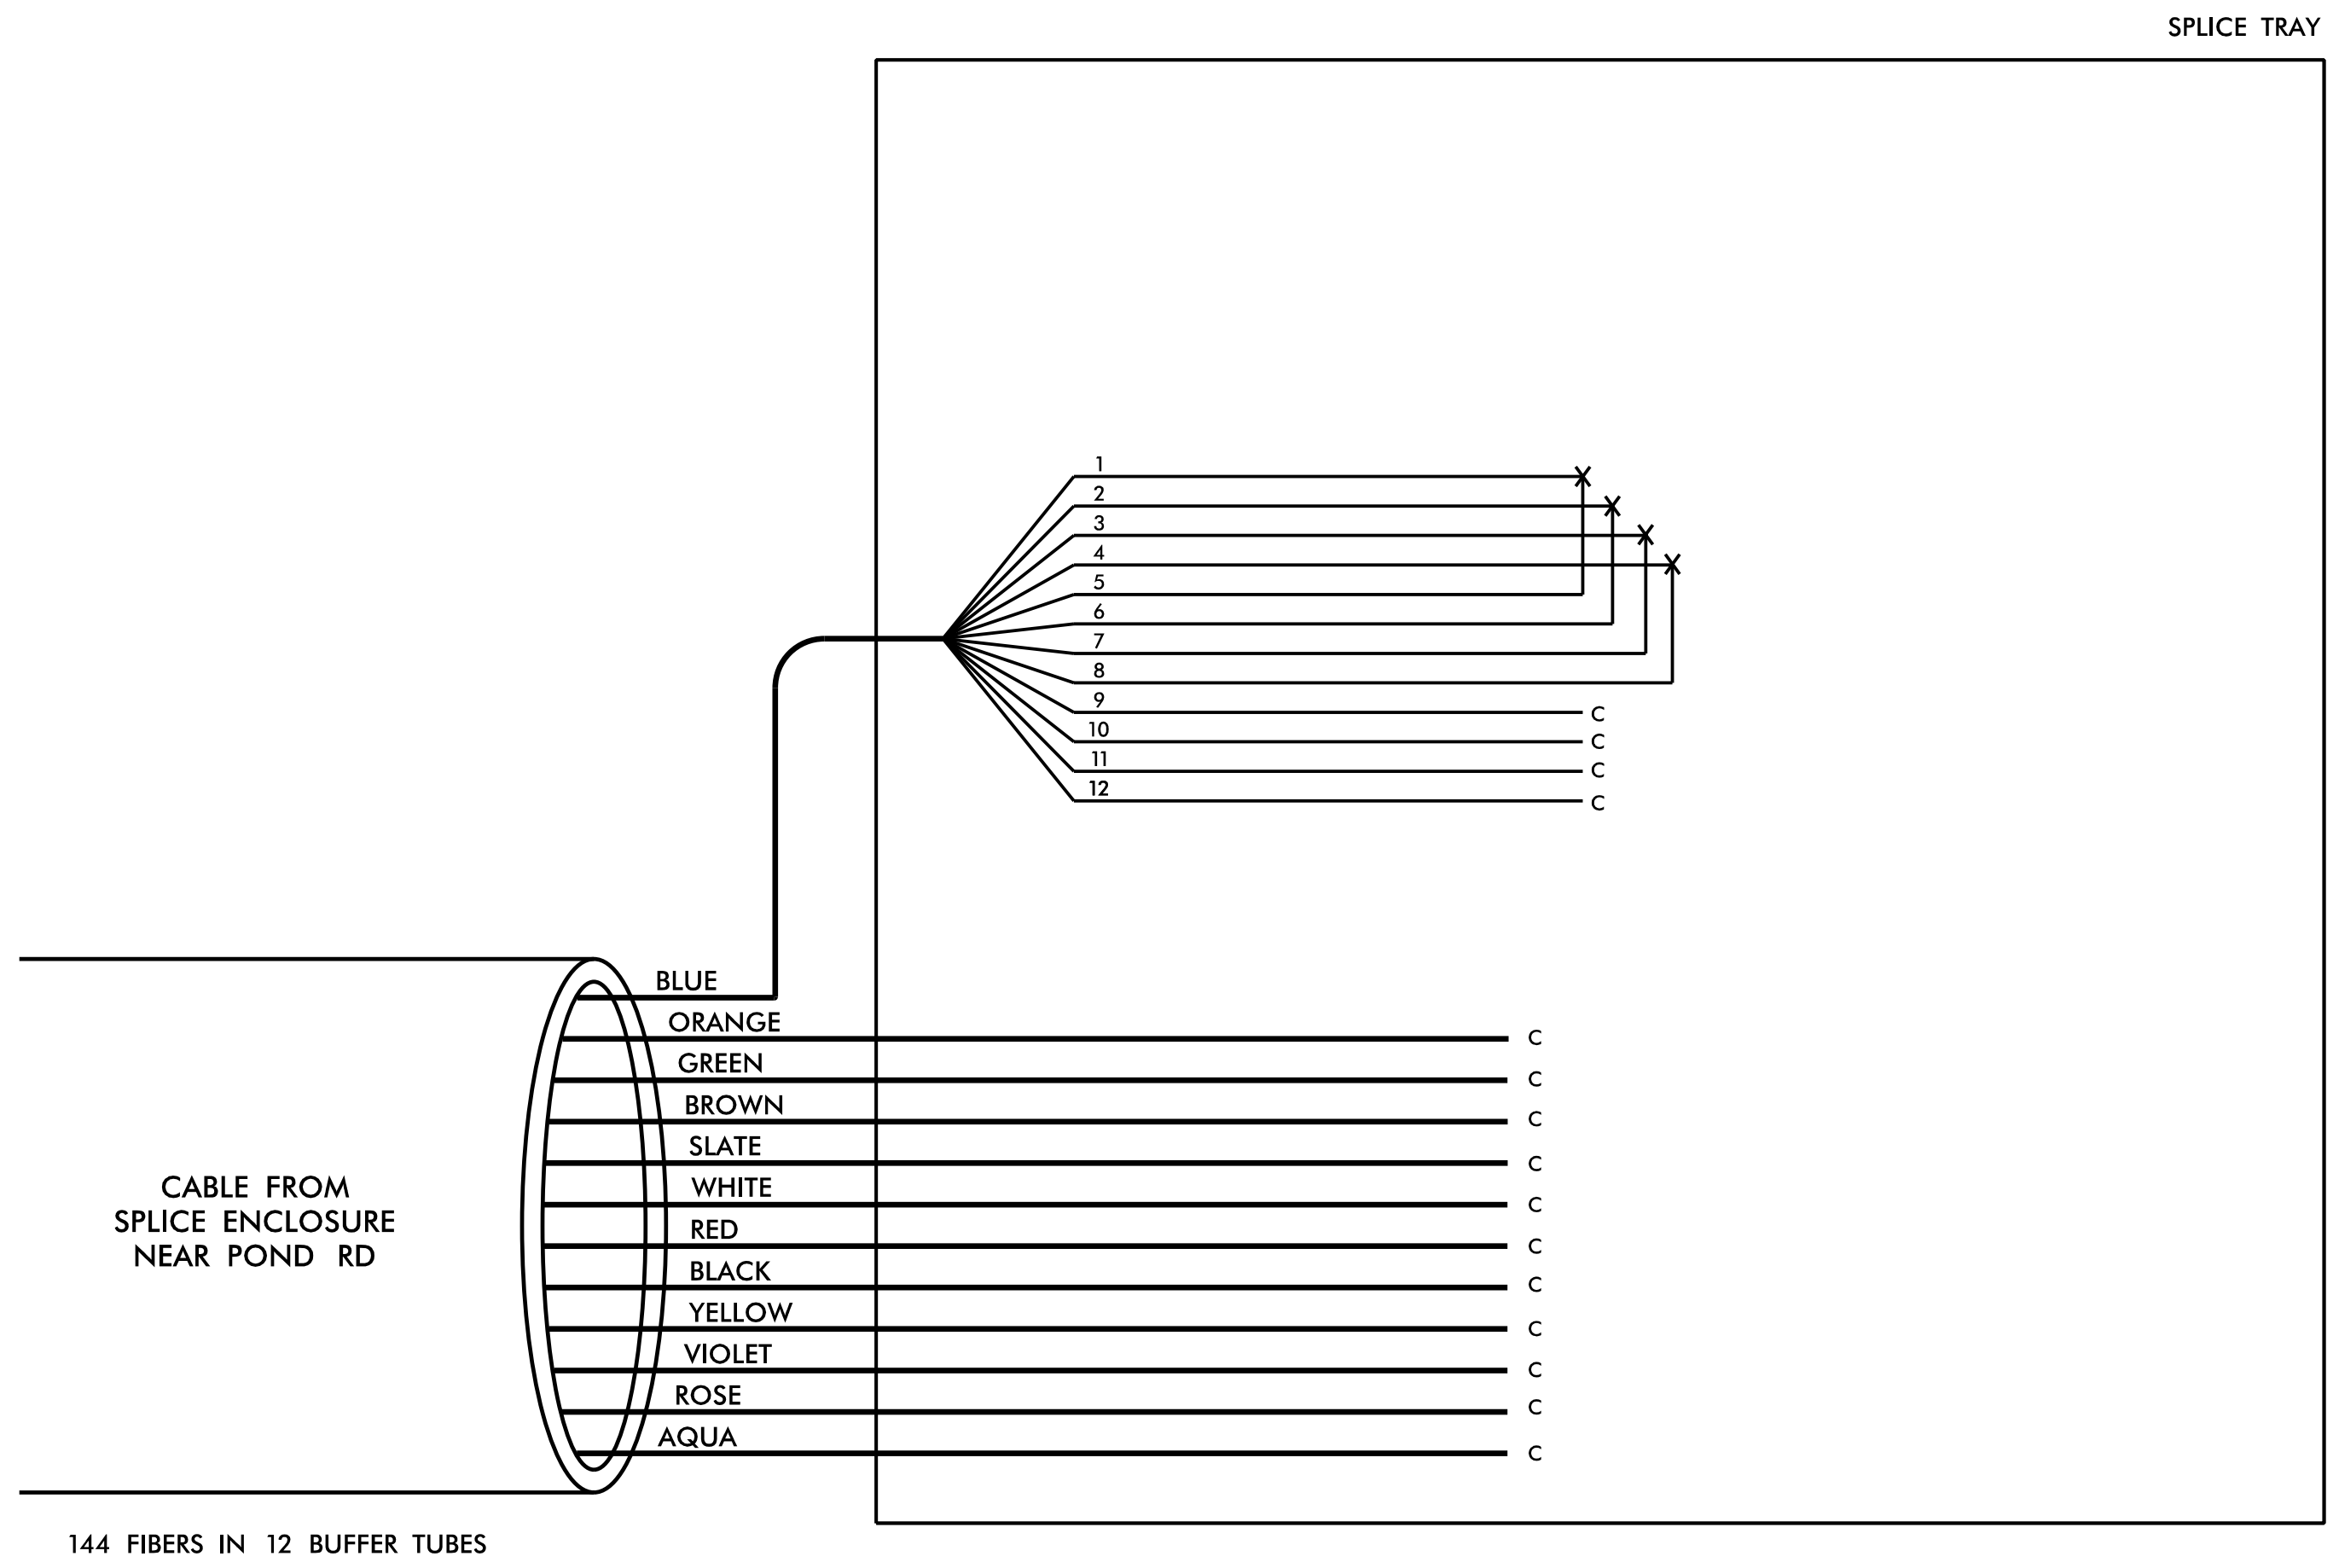 SPLICE TRAY
1
2
3
4
5
6
7
8
9 C
10 C
11 C
12 C
BLUE
ORANGE C
GREEN C
BROWN C
SLATE C
WHITE C
RED C
BLACK C
YELLOW C
VIOLET C
ROSE C
AQUA C
CABLE FROM
SPLICE ENCLOSURE
NEAR POND RD
144 FIBERS IN 12 BUFFER TUBES